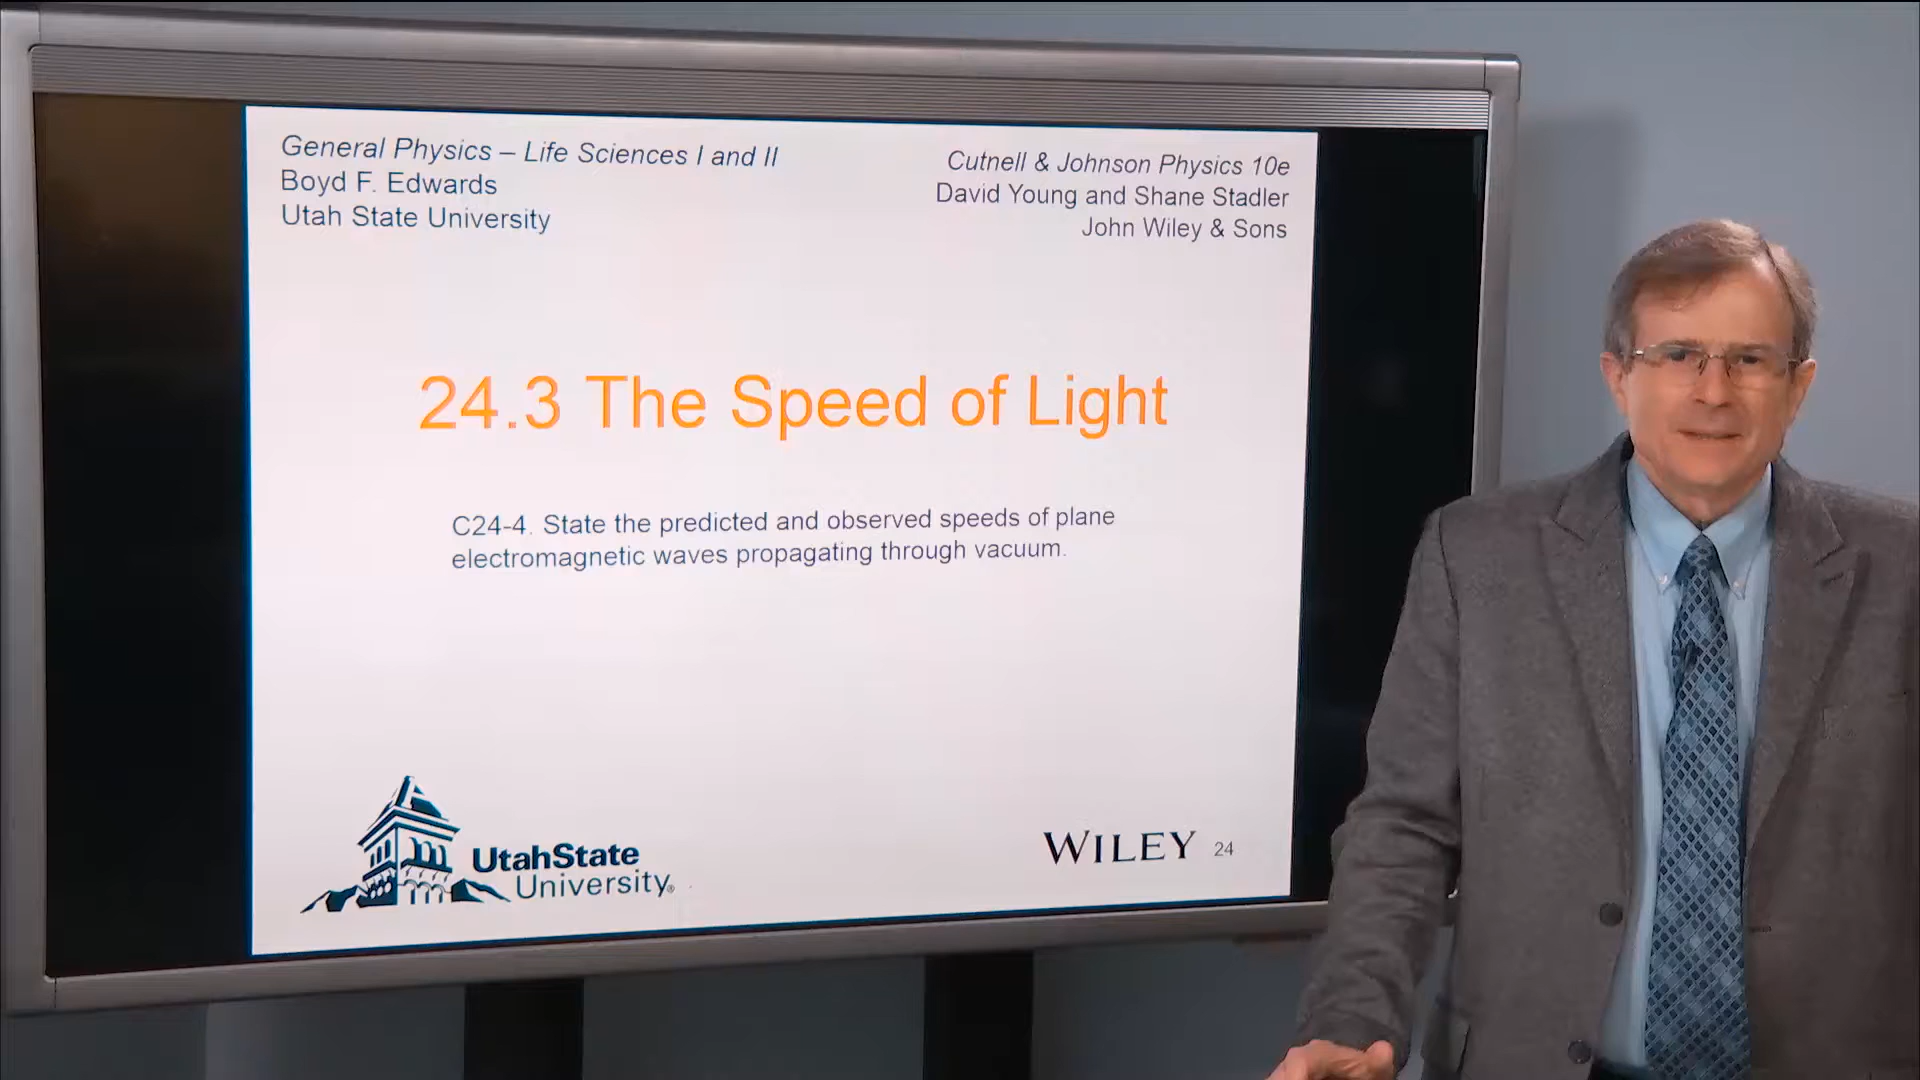 General Physics – Life Sciences I and II
Boyd F. Edwards
Utah State University
Cutnell & Johnson Physics 10e
David Young and Shane Stadler
John Wiley & Sons
24.3 The Speed of Light
C24-4. State the predicted and observed speeds of plane
electromagnetic waves propagating through vacuum.
UtahState
University®
WILEY 24